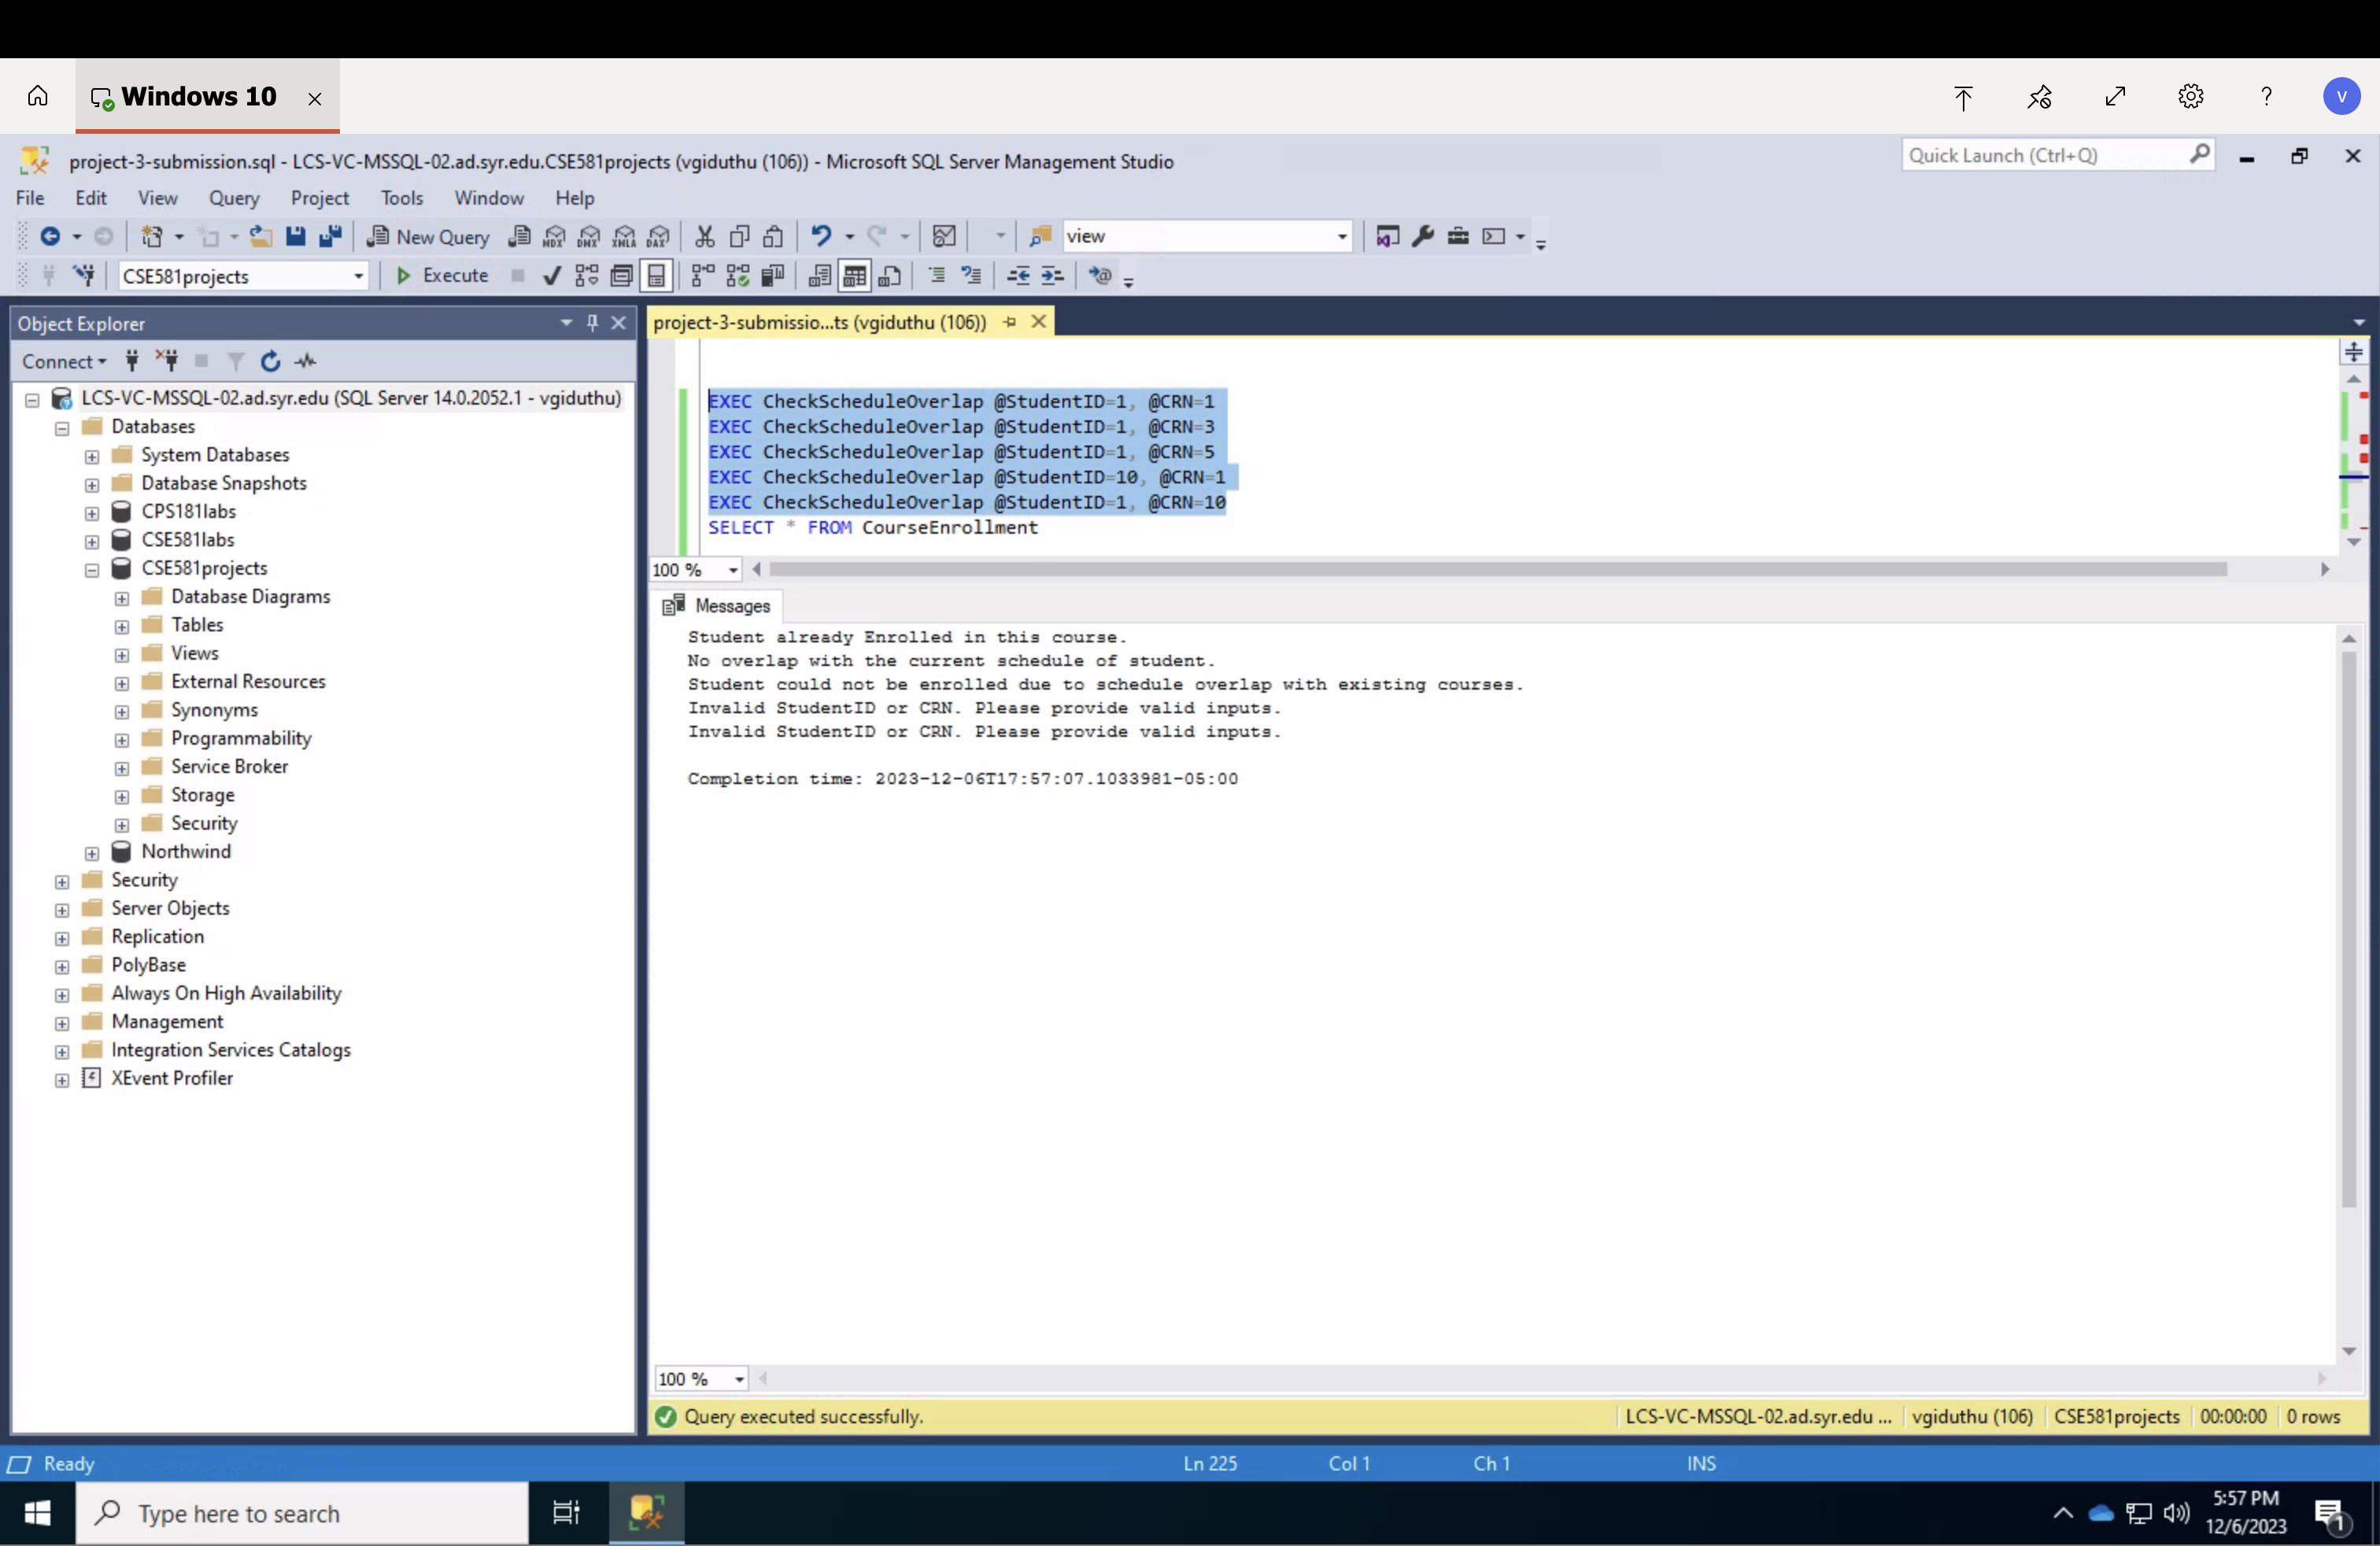 Windows 10
V
project-3-submission.sql - LCS-VC-MSSQL-02.ad.syr.edu.CSE581projects (vgiduthu (106)) - Microsoft SQL Server Management Studio
Quick Launch (Ctrl+Q)
File Edit View Query Project Tools Window Help
New Query MDX DMX XMLA DAX view
CSE581projects Execute
Object Explorer
Connect
LCS-VC-MSSQL-02.ad.syr.edu (SQL Server 14.0.2052.1 - vgiduthu)
Databases
System Databases
Database Snapshots
CPS181labs
CSE581labs
CSE581projects
Database Diagrams
Tables
Views
External Resources
Synonyms
Programmability
Service Broker
Storage
Security
Northwind
Security
Server Objects
Replication
PolyBase
Always On High Availability
Management
Integration Services Catalogs
XEvent Profiler
project-3-submissio...ts (vgiduthu (106))
EXEC CheckScheduleOverlap @StudentID=1, @CRN=1
EXEC CheckScheduleOverlap @StudentID=1, @CRN=3
EXEC CheckScheduleOverlap @StudentID=1, @CRN=5
EXEC CheckScheduleOverlap @StudentID=10, @CRN=1
EXEC CheckScheduleOverlap @StudentID=1, @CRN=10
SELECT * FROM CourseEnrollment
100 %
Messages
Student already Enrolled in this course.
No overlap with the current schedule of student.
Student could not be enrolled due to schedule overlap with existing courses.
Invalid StudentID or CRN. Please provide valid inputs.
Invalid StudentID or CRN. Please provide valid inputs.
Completion time: 2023-12-06T17:57:07.1033981-05:00
100 %
Query executed successfully. LCS-VC-MSSQL-02.ad.syr.edu ... vgiduthu (106) CSE581projects 00:00:00 0 rows
Ready Ln 225 Col 1 Ch 1 INS
Type here to search
5:57 PM
12/6/2023
1